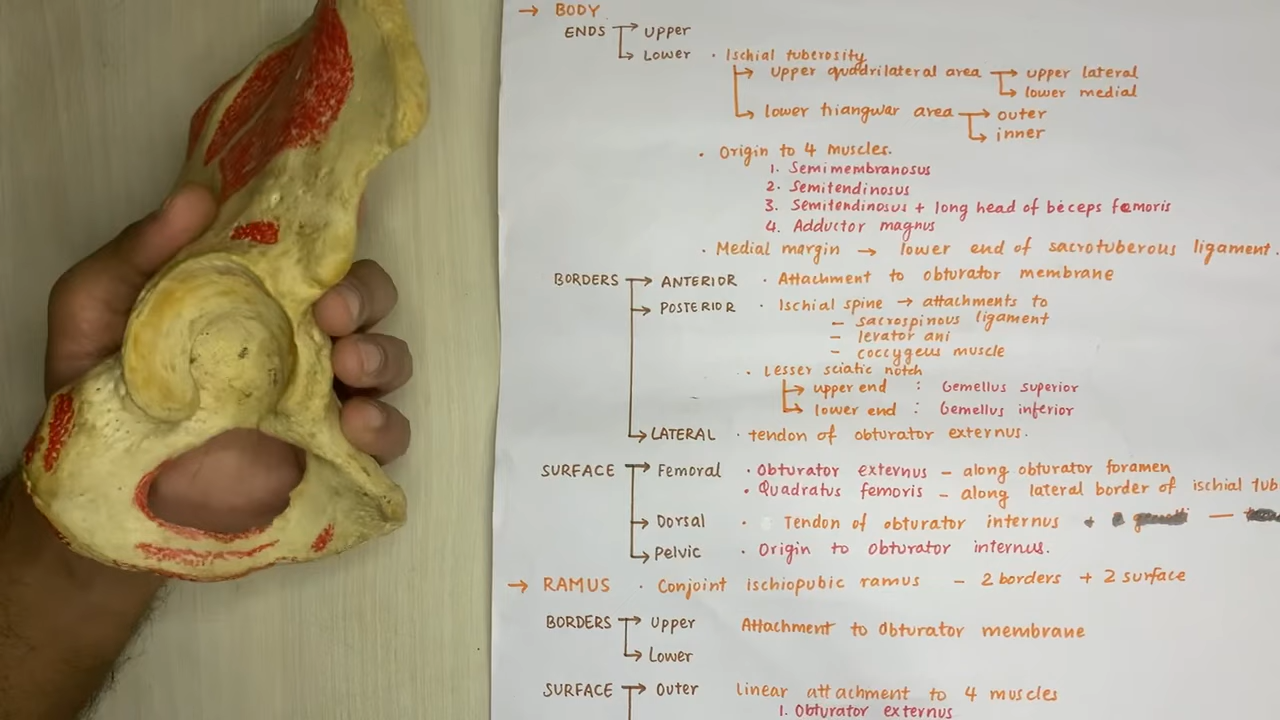 → BODY
ENDS → Upper
→ Lower · Ischial tuberosity
→ upper quadrilateral area → upper lateral
→ lower medial
→ lower triangular area → outer
→ inner
· Origin to 4 muscles.
1. Semimembranosus
2. Semitendinosus
3. Semitendinosus + long head of biceps femoris
4. Adductor magnus
· Medial margin → lower end of sacrotuberous ligament.
BORDERS → ANTERIOR · Attachment to obturator membrane
→ POSTERIOR · Ischial spine → attachments to
– sacrospinous ligament
– levator ani
– coccygeus muscle
· Lesser sciatic notch
→ upper end : Gemellus superior
→ lower end : Gemellus inferior
→ LATERAL · tendon of obturator externus.
SURFACE → Femoral · Obturator externus – along obturator foramen
· Quadratus femoris – along lateral border of ischial tub
→ Dorsal · Tendon of obturator internus +
→ Pelvic · Origin to obturator internus.
→ RAMUS · Conjoint ischiopubic ramus – 2 borders + 2 surface
BORDERS → Upper Attachment to Obturator membrane
→ Lower
SURFACE → Outer linear attachment to 4 muscles
1. Obturator externus